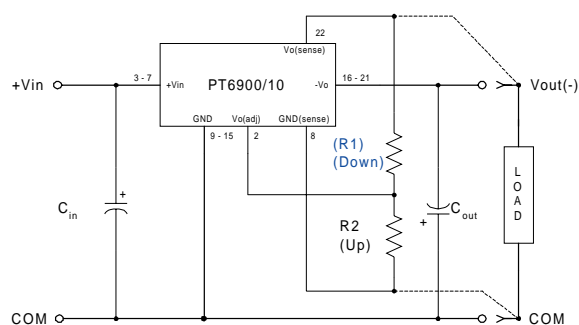 22
Vo(sense)
+Vin
3 - 7
+Vin
PT6900/10
-Vo
16 - 21
Vout(-)
GND
Vo(adj)
GND(sense)
9 - 15
2
8
(R1)
(Down)
L
O
A
D
+
C in
R2
(Up)
+
C out
COM
COM